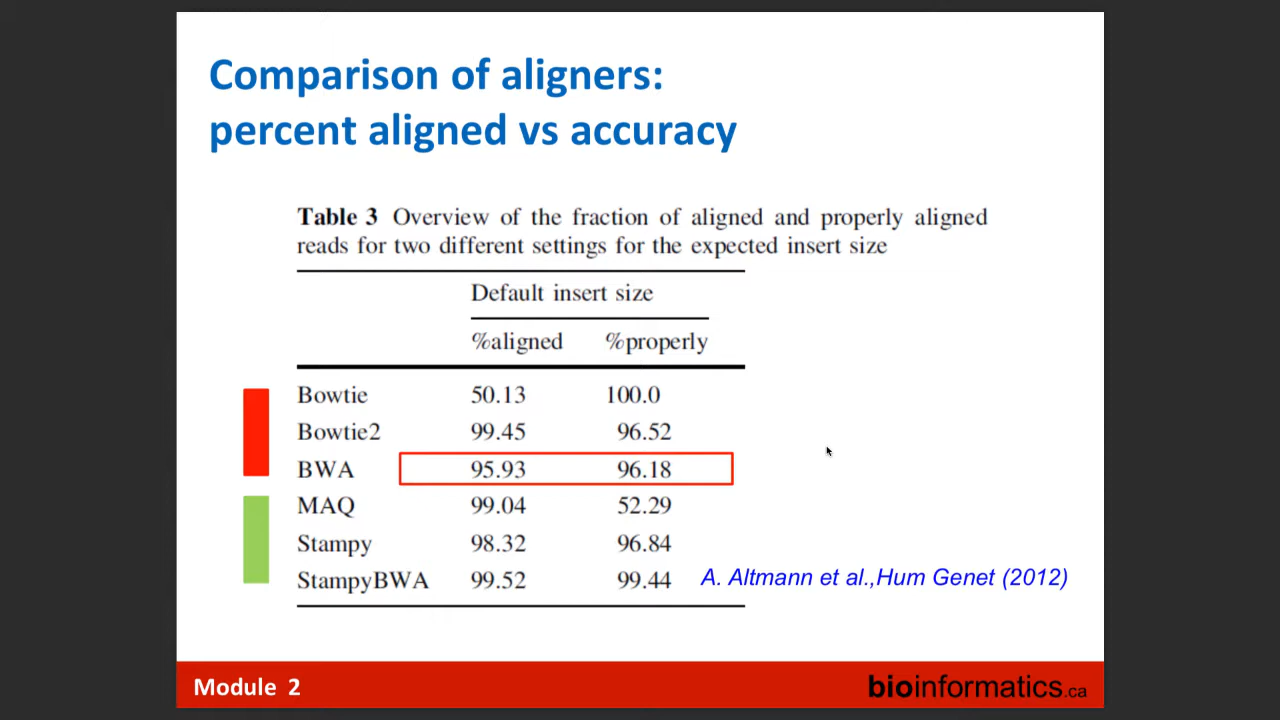 Comparison of aligners:
percent aligned vs accuracy
Table 3 Overview of the fraction of aligned and properly aligned
reads for two different settings for the expected insert size
Default insert size
%aligned %properly
Bowtie 50.13 100.0
Bowtie2 99.45 96.52
BWA 95.93 96.18
MAQ 99.04 52.29
Stampy 98.32 96.84
StampyBWA 99.52 99.44
A. Altmann et al.,Hum Genet (2012)
Module 2
bioinformatics.ca